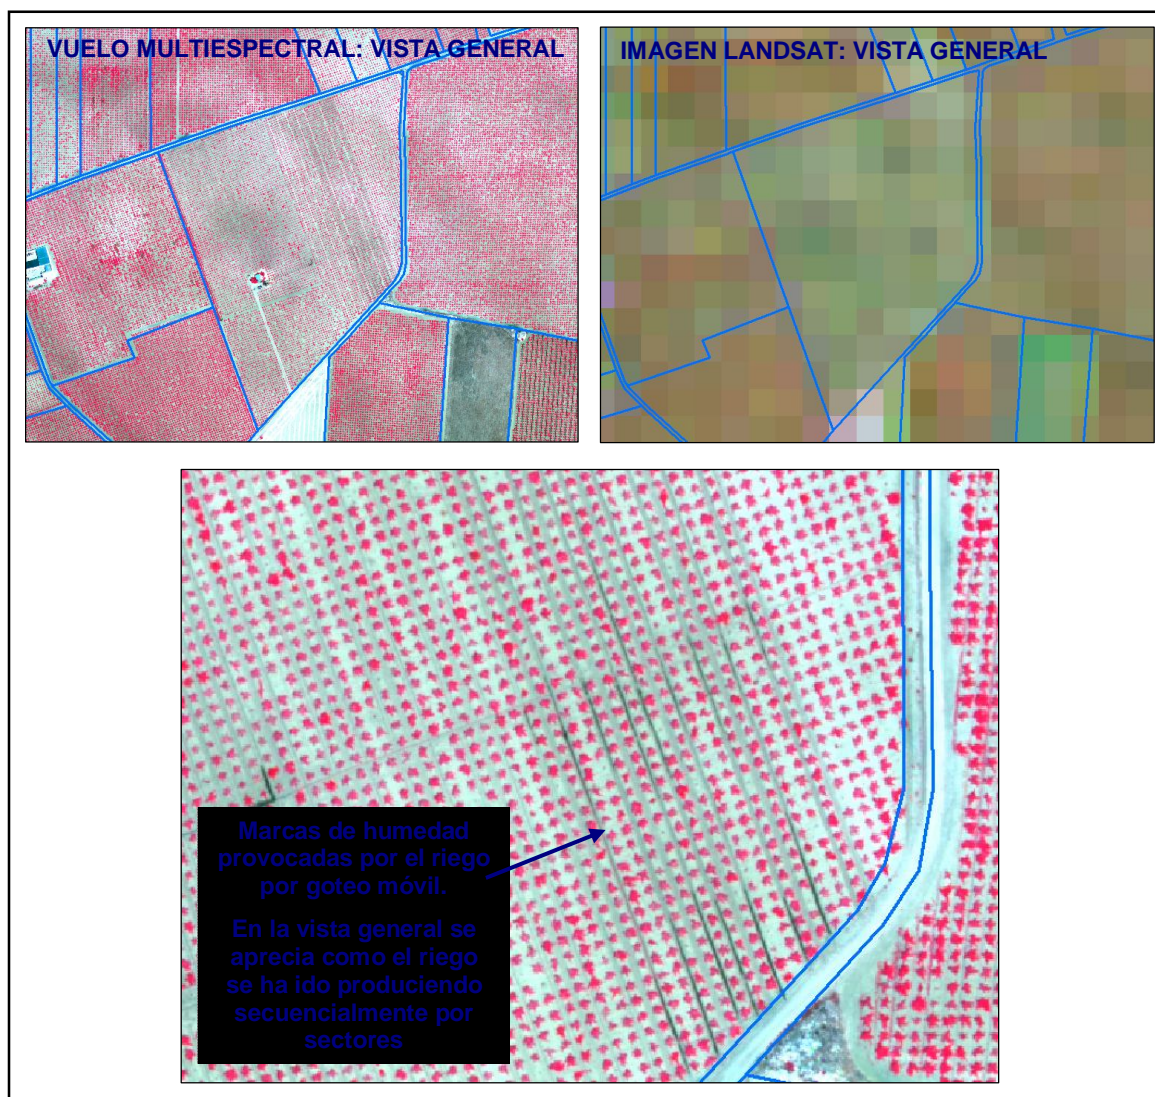 VUELO MULTIESPECTRAL: VISTA GENERAL
IMAGEN LANDSAT: VISTA GENERAL
Marcas de humedad
provocadas por el riego
por goteo móvil.
En la vista general se
aprecia como el riego
se ha ido produciendo
secuencialmente por
sectores